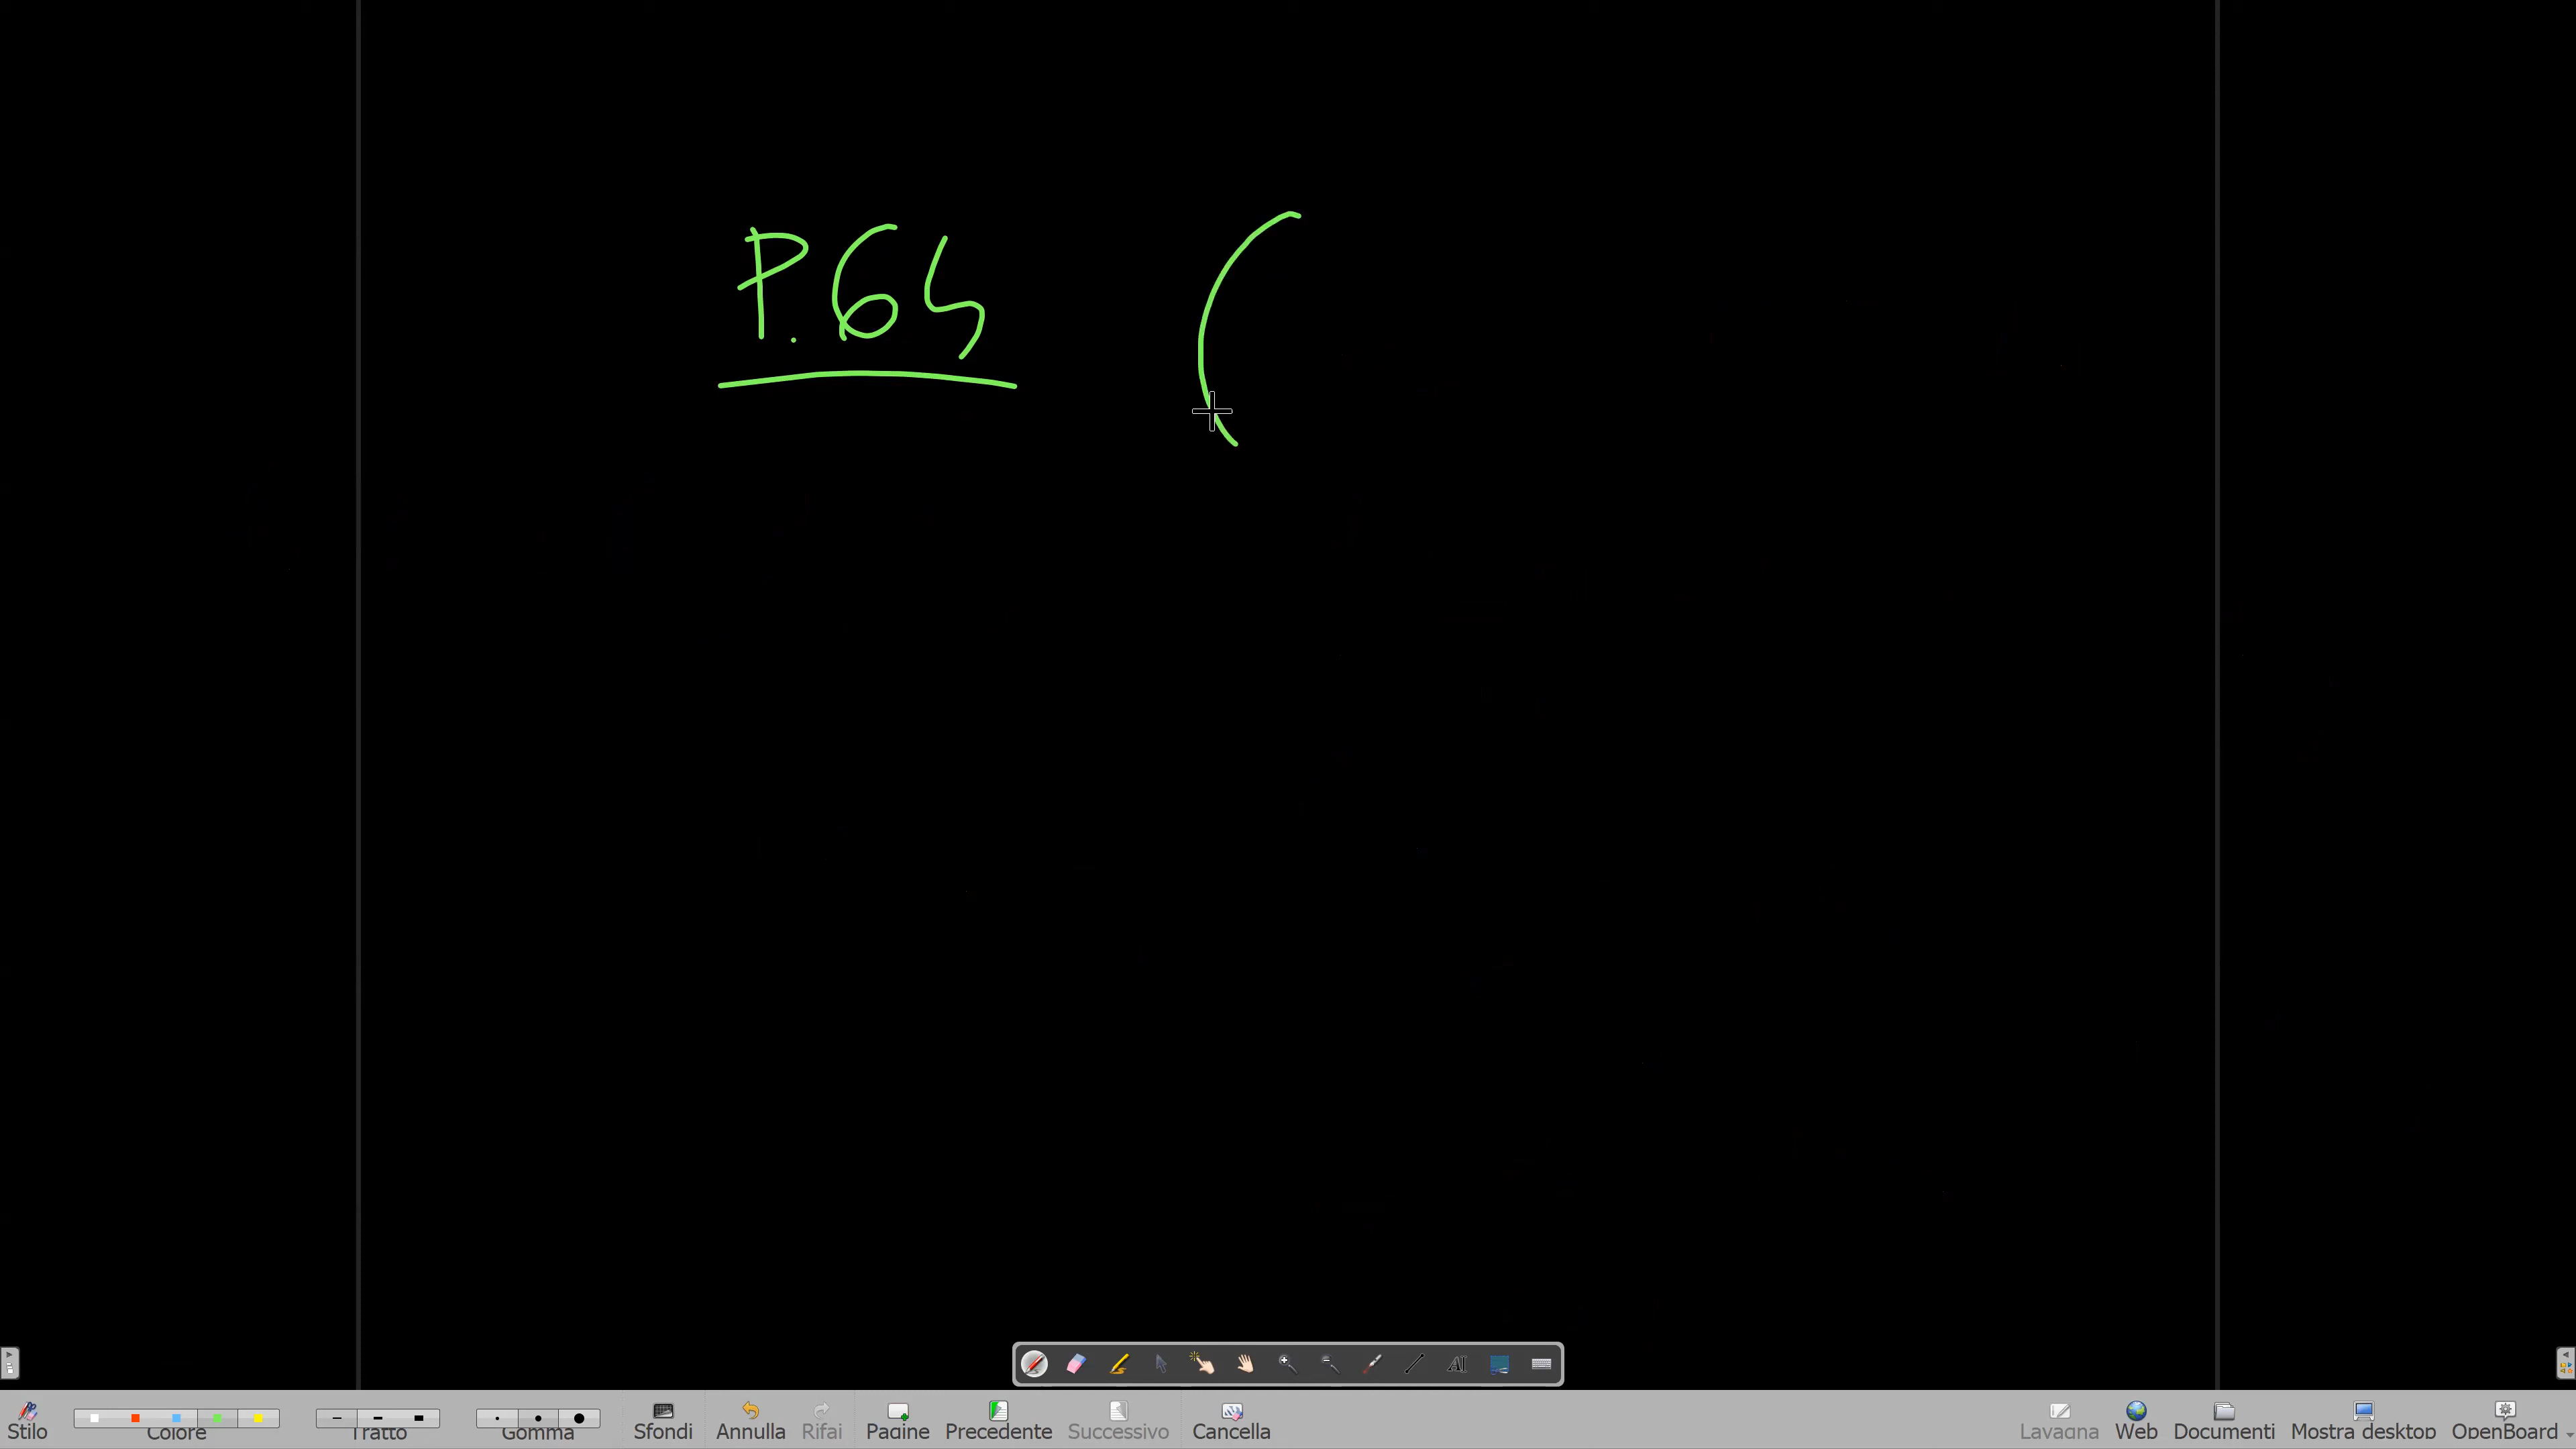 P.64 (
Stilo Colore Tratto Gomma Sfondi Annulla Rifai Pagine Precedente Successivo Cancella Lavagna Web Documenti Mostra desktop OpenBoard